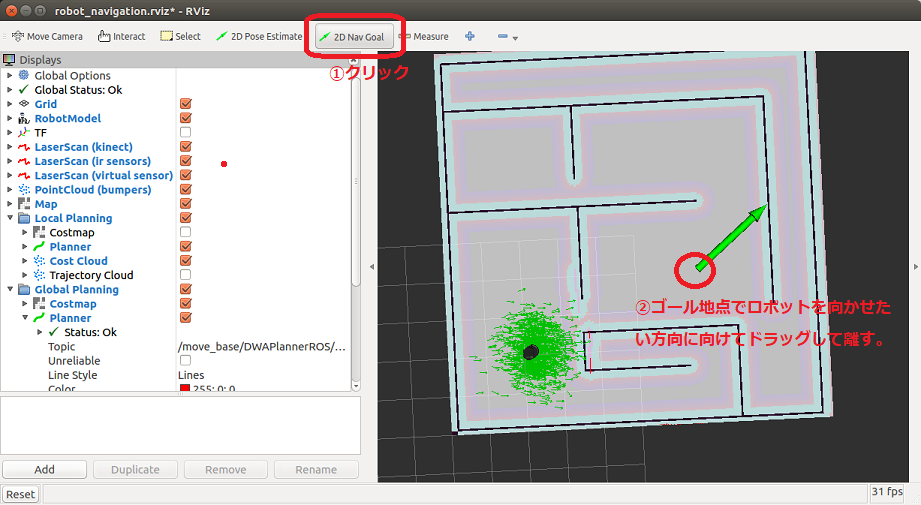 robot_navigation.rviz* - RViz
Move Camera Interact Select 2D Pose Estimate 2D Nav Goal Measure
①クリック
Displays
Global Options
Global Status: Ok
Grid
RobotModel
TF
LaserScan (kinect)
LaserScan (ir sensors)
LaserScan (virtual sensor)
PointCloud (bumpers)
Map
Local Planning
Costmap
Planner
Cost Cloud
Trajectory Cloud
Global Planning
Costmap
Planner
Status: Ok
Topic /move_base/DWAPlannerROS/...
Unreliable
Line Style Lines
Color 255; 0; 0
②ゴール地点でロボットを向かせた
い方向に向けてドラッグして離す。
Add Duplicate Remove Rename
Reset 31 fps